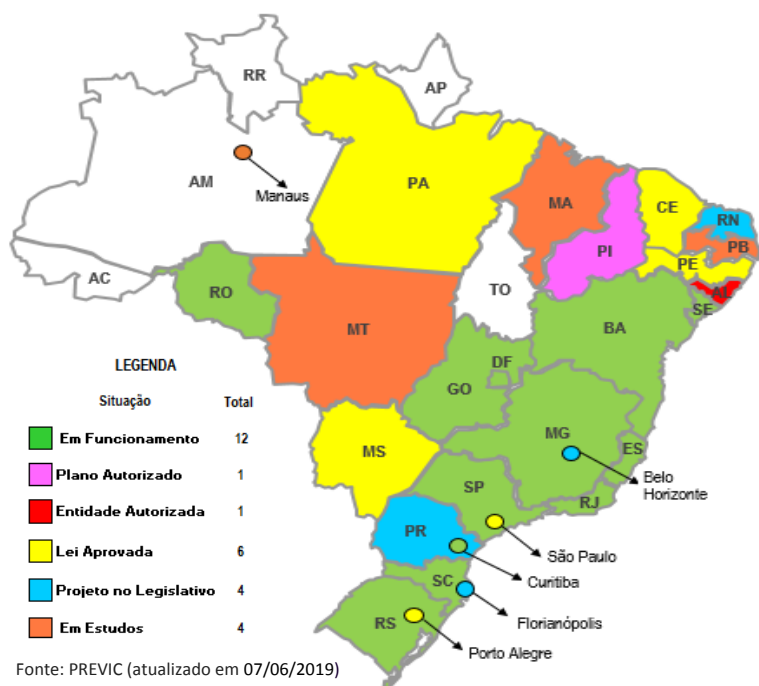 RR
AP
AM
Manaus
PA
MA
CE
RN
PB
PI
PE
AL
SE
AC
RO
TO
BA
MT
DF
GO
MG
ES
Belo
Horizonte
MS
SP
RJ
São Paulo
PR
Curitiba
SC
Florianópolis
RS
Porto Alegre
LEGENDA
Situação Total
Em Funcionamento 12
Plano Autorizado 1
Entidade Autorizada 1
Lei Aprovada 6
Projeto no Legislativo 4
Em Estudos 4
Fonte: PREVIC (atualizado em 07/06/2019)